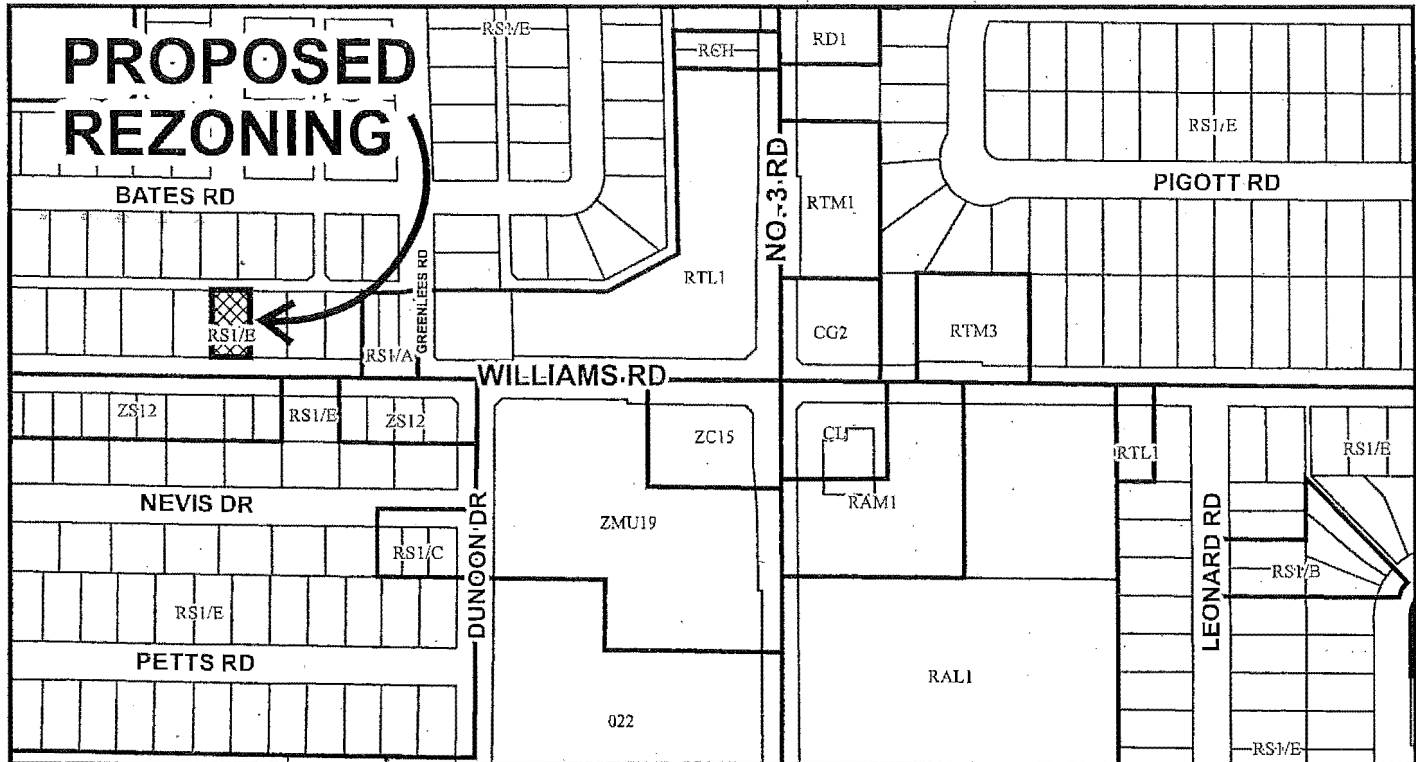 PROPOSED
REZONING
RS1/E
RCH
RD1
RS1/E
BATES RD
NO. 3 RD
RTM1
PIGOTT RD
GREENLEES RD
RTL1
RS1/E
RS1/A
CG2
RTM3
WILLIAMS RD
ZS12
RS1/E
ZS12
ZC15
CL
RTL1
RS1/E
NEVIS DR
DUNOON DR
ZMU19
RAM1
LEONARD RD
RS1/C
RS1/B
RS1/E
PETTS RD
RAL1
022
RS1/E